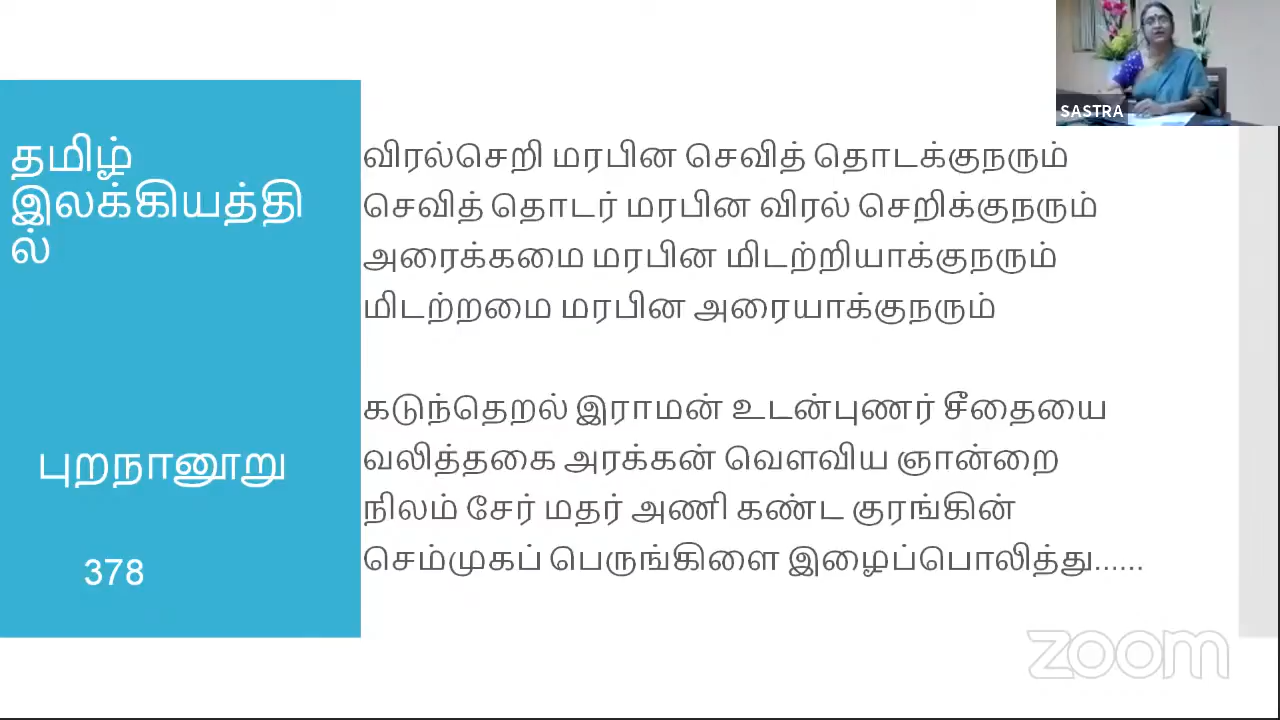 SASTRA
தமிழ்
இலக்கியத்தி
ல்
புறநானூறு
378
விரல்செறி மரபின செவித் தொடக்குநரும்
செவித் தொடர் மரபின விரல் செறிக்குநரும்
அரைக்கமை மரபின மிடற்றியாக்குநரும்
மிடற்றமை மரபின அரையாக்குநரும்
கடுந்தெறல் இராமன் உடன்புணர் சீதையை
வலித்தகை அரக்கன் வௌவிய ஞான்றை
நிலம் சேர் மதர் அணி கண்ட குரங்கின்
செம்முகப் பெருங்கிளை இழைப்பொலித்து......
zoom